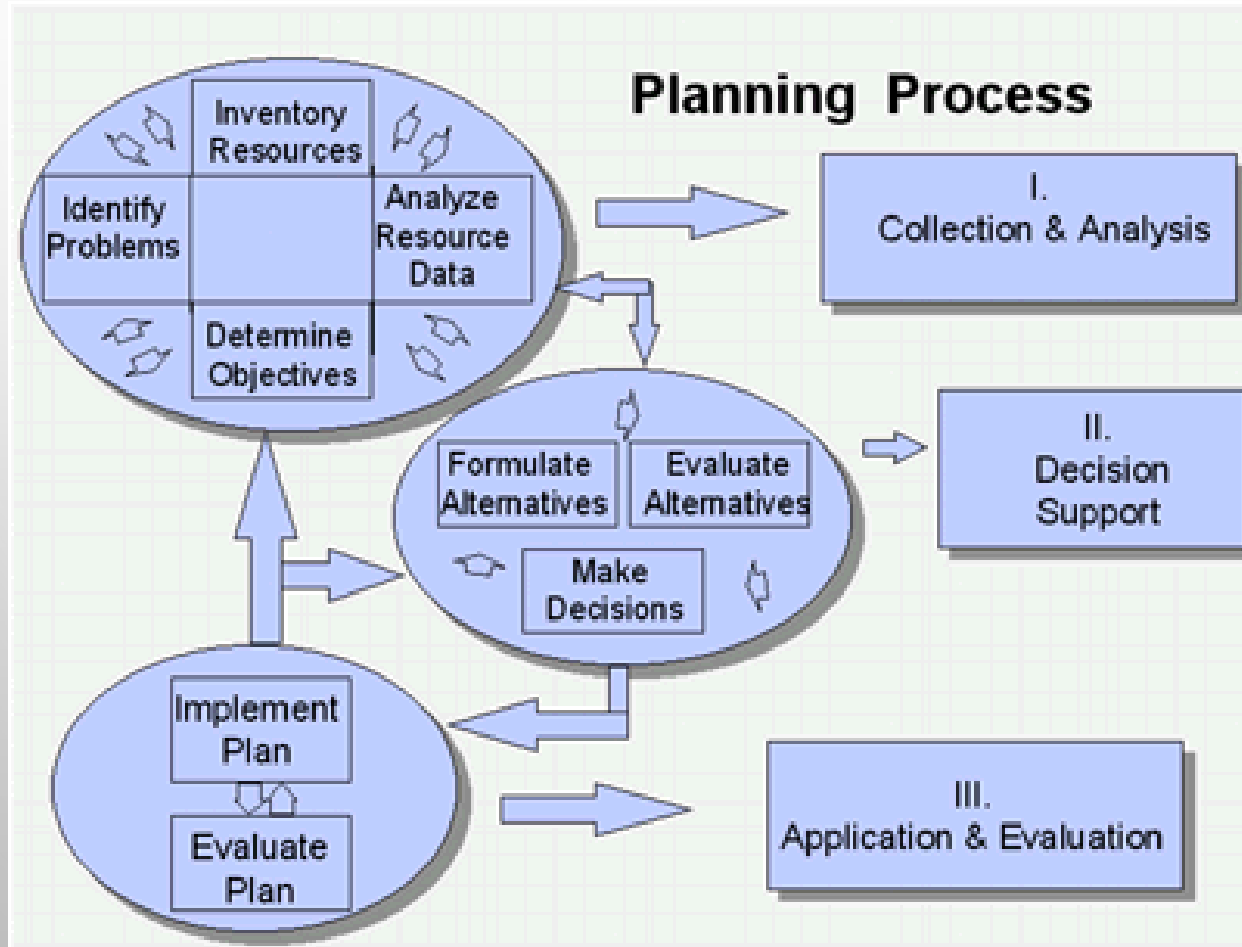 Planning Process
Inventory
Resources
Identify
Problems
Analyze
Resource
Data
Determine
Objectives
I.
Collection & Analysis
Formulate
Alternatives
Evaluate
Alternatives
Make
Decisions
II.
Decision
Support
Implement
Plan
Evaluate
Plan
III.
Application & Evaluation